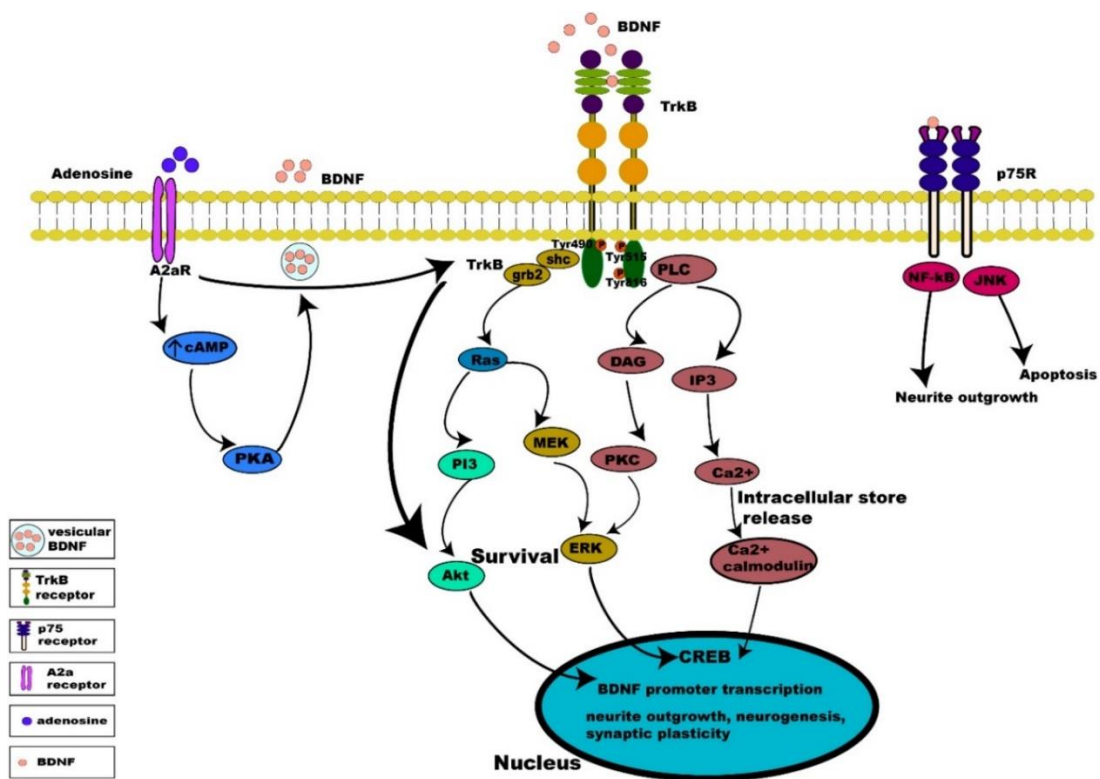 BDNF
TrkB
Adenosine
BDNF
p75R
A2aR
TrkB
grb2
shc
Tyr490
P
P
Tyr515
P
Tyr816
PLC
NF-kB
JNK
↑cAMP
Ras
DAG
IP3
Apoptosis
Neurite outgrowth
PKA
PI3
MEK
PKC
Ca2+
Intracellular store
release
Survival
ERK
Akt
Ca2+
calmodulin
CREB
BDNF promoter transcription
neurite outgrowth, neurogenesis,
synaptic plasticity
Nucleus
vesicular
BDNF
TrkB
receptor
p75
receptor
A2a
receptor
adenosine
BDNF